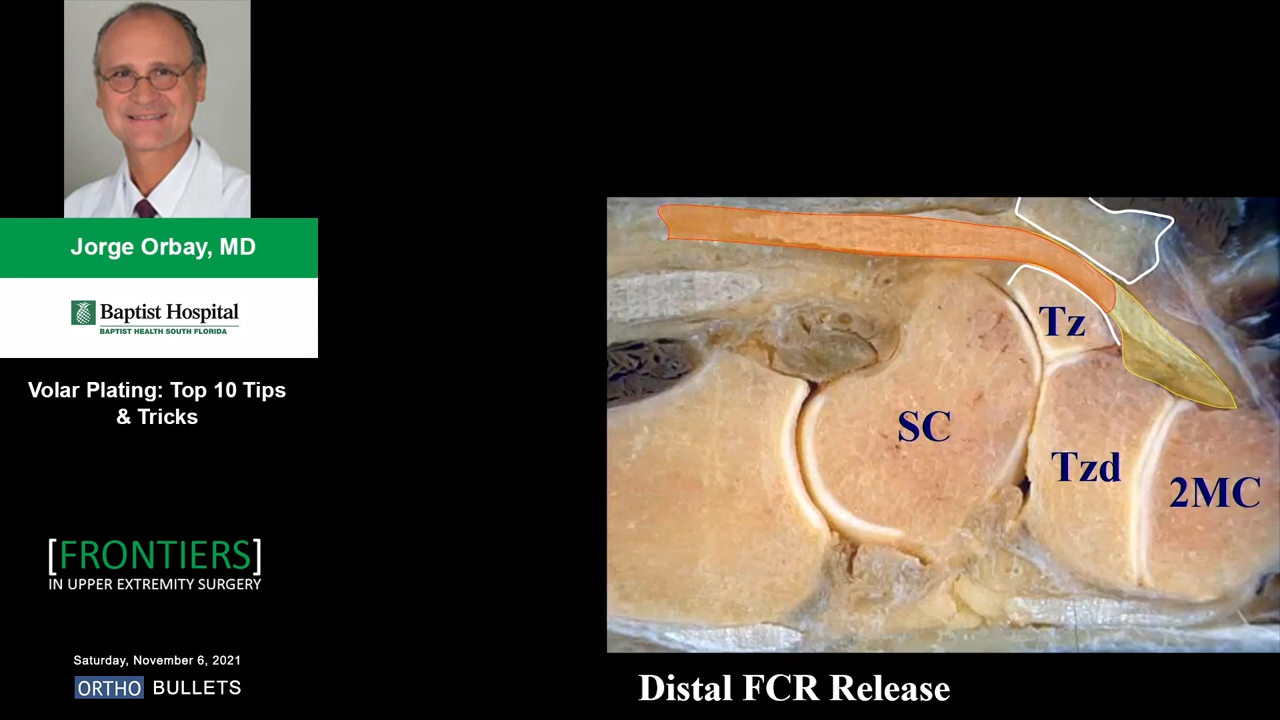 Jorge Orbay, MD
Baptist Hospital
BAPTIST HEALTH SOUTH FLORIDA
Volar Plating: Top 10 Tips
& Tricks
[FRONTIERS]
IN UPPER EXTREMITY SURGERY
Saturday, November 6, 2021
ORTHO BULLETS
Tz
SC
Tzd
2MC
Distal FCR Release